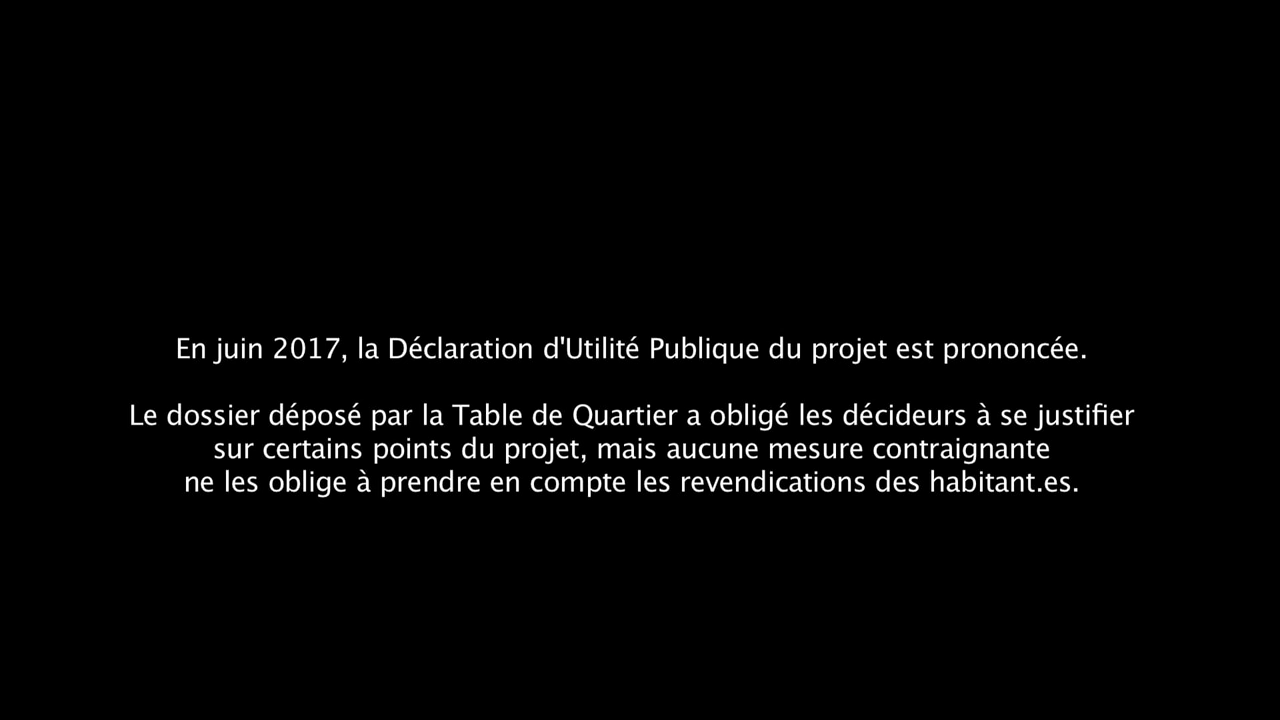 En juin 2017, la Déclaration d'Utilité Publique du projet est prononcée.
Le dossier déposé par la Table de Quartier a obligé les décideurs à se justifier
sur certains points du projet, mais aucune mesure contraignante
ne les oblige à prendre en compte les revendications des habitant.es.